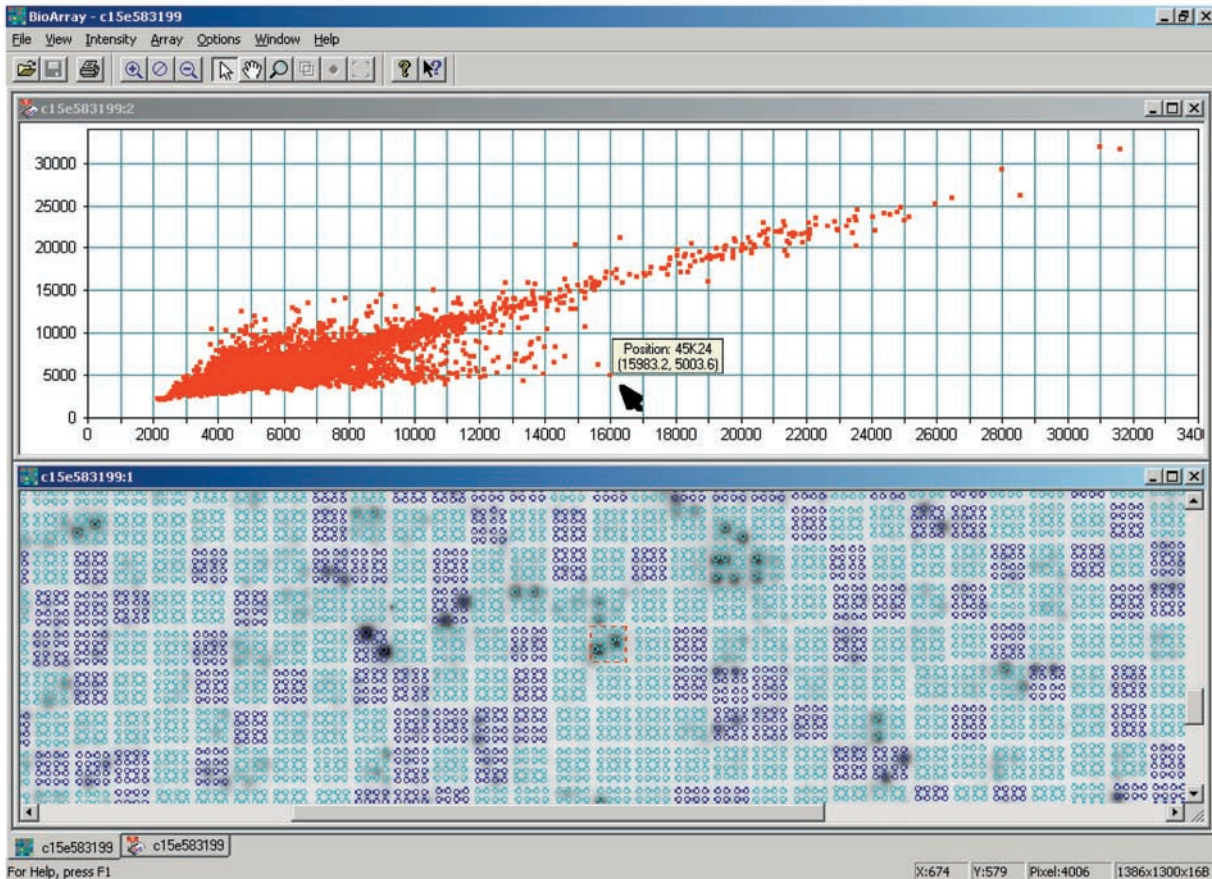 BioArray - c15e583199
File View Intensity Array Options Window Help
c15e583199:2
30000
25000
20000
15000
10000
5000
0
Position: 45K24
(15983.2, 5003.6)
0 2000 4000 6000 8000 10000 12000 14000 16000 18000 20000 22000 24000 26000 28000 30000 32000 3400
c15e583199:1
c15e583199 c15e583199
For Help, press F1 X:674 Y:579 Pixel:4006 1386x1300x16B